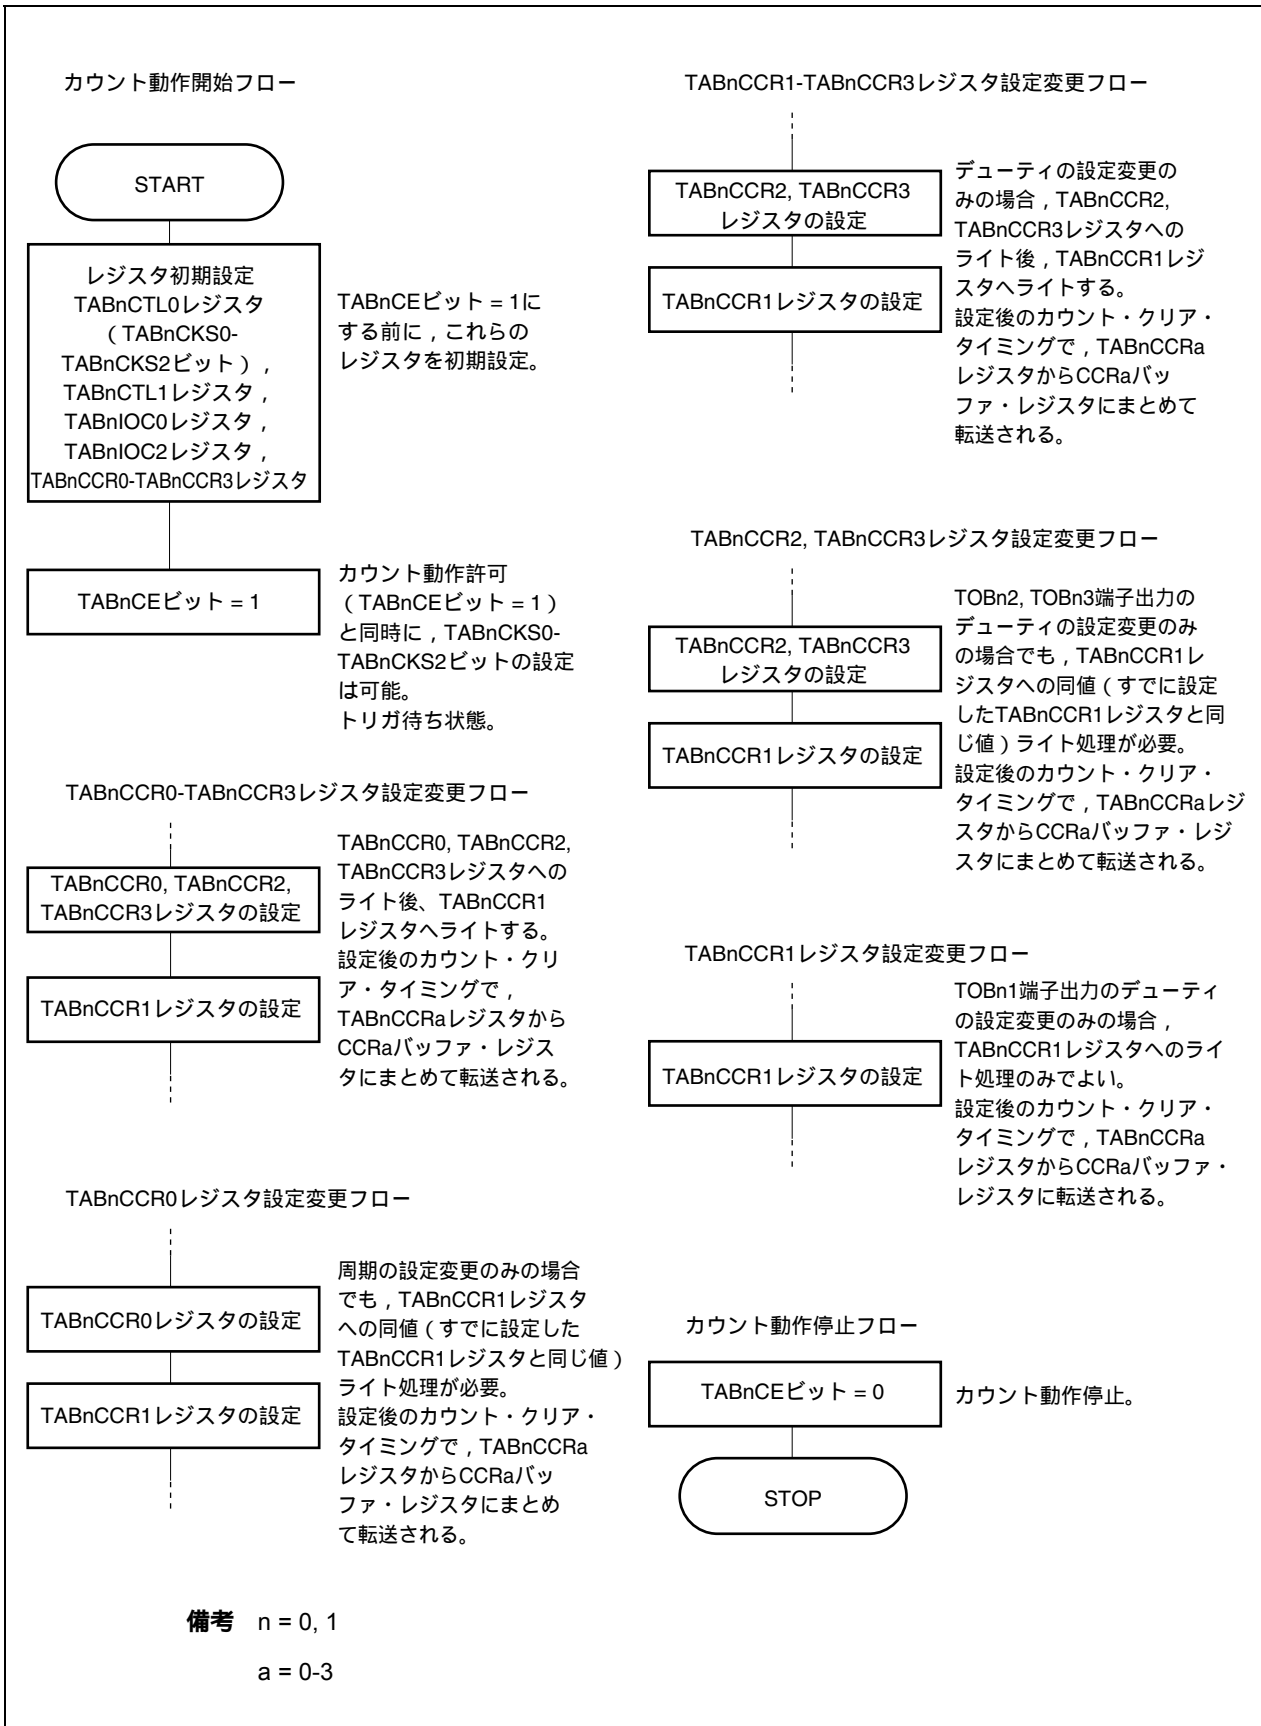 カウント動作開始フロー
START
レジスタ初期設定
TABnCTL0レジスタ
（TABnCKS0-
TABnCKS2ビット），
TABnCTL1レジスタ，
TABnIOC0レジスタ，
TABnIOC2レジスタ，
TABnCCR0-TABnCCR3レジスタ
TABnCEビット = 1に
する前に，これらの
レジスタを初期設定。
TABnCEビット = 1
カウント動作許可
（TABnCEビット = 1）
と同時に，TABnCKS0-
TABnCKS2ビットの設定
は可能。
トリガ待ち状態。
TABnCCR0-TABnCCR3レジスタ設定変更フロー
TABnCCR0, TABnCCR2,
TABnCCR3レジスタの設定
TABnCCR1レジスタの設定
TABnCCR0, TABnCCR2,
TABnCCR3レジスタへの
ライト後、TABnCCR1
レジスタへライトする。
設定後のカウント・クリ
ア・タイミングで，
TABnCCRaレジスタから
CCRaバッファ・レジス
タにまとめて転送される。
TABnCCR0レジスタ設定変更フロー
TABnCCR0レジスタの設定
TABnCCR1レジスタの設定
周期の設定変更のみの場合
でも，TABnCCR1レジスタ
への同値（すでに設定した
TABnCCR1レジスタと同じ値）
ライト処理が必要。
設定後のカウント・クリア・
タイミングで，TABnCCRa
レジスタからCCRaバッ
ファ・レジスタにまとめ
て転送される。
TABnCCR1-TABnCCR3レジスタ設定変更フロー
TABnCCR2, TABnCCR3
レジスタの設定
TABnCCR1レジスタの設定
デューティの設定変更の
みの場合，TABnCCR2,
TABnCCR3レジスタへの
ライト後，TABnCCR1レジ
スタへライトする。
設定後のカウント・クリア・
タイミングで，TABnCCRa
レジスタからCCRaバッ
ファ・レジスタにまとめて
転送される。
TABnCCR2, TABnCCR3レジスタ設定変更フロー
TABnCCR2, TABnCCR3
レジスタの設定
TABnCCR1レジスタの設定
TOBn2, TOBn3端子出力の
デューティの設定変更のみ
の場合でも，TABnCCR1レ
ジスタへの同値（すでに設定
したTABnCCR1レジスタと同
じ値）ライト処理が必要。
設定後のカウント・クリア・
タイミングで，TABnCCRaレジ
スタからCCRaバッファ・レジ
スタにまとめて転送される。
TABnCCR1レジスタ設定変更フロー
TABnCCR1レジスタの設定
TOBn1端子出力のデューティ
の設定変更のみの場合，
TABnCCR1レジスタへのライ
ト処理のみでよい。
設定後のカウント・クリア・
タイミングで，TABnCCRa
レジスタからCCRaバッファ・
レジスタに転送される。
カウント動作停止フロー
TABnCEビット = 0
カウント動作停止。
STOP
備考 n = 0, 1
a = 0-3